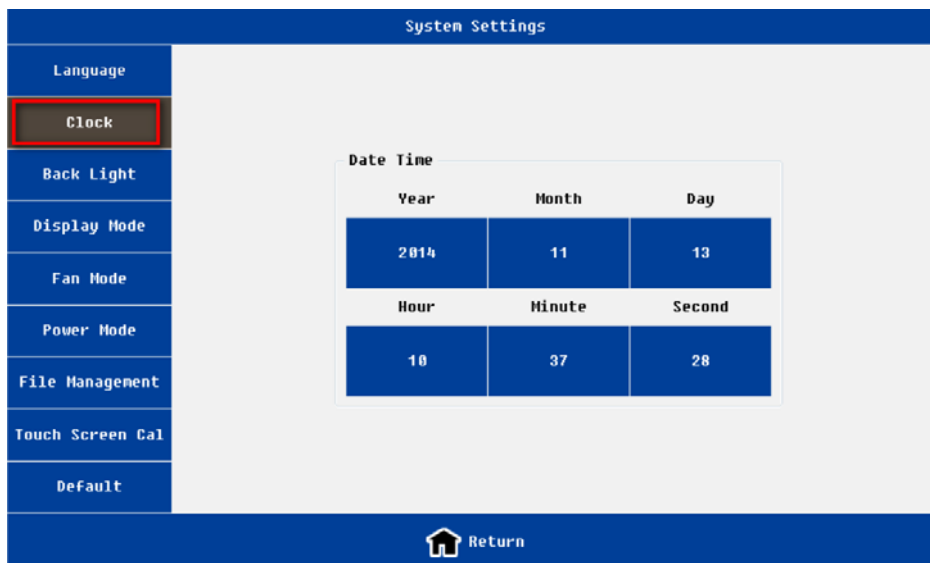 System Settings
Language
Clock
Back Light
Display Mode
Fan Mode
Power Mode
File Management
Touch Screen Cal
Default
Date Time
Year Month Day
2014 11 13
Hour Minute Second
10 37 28
Return